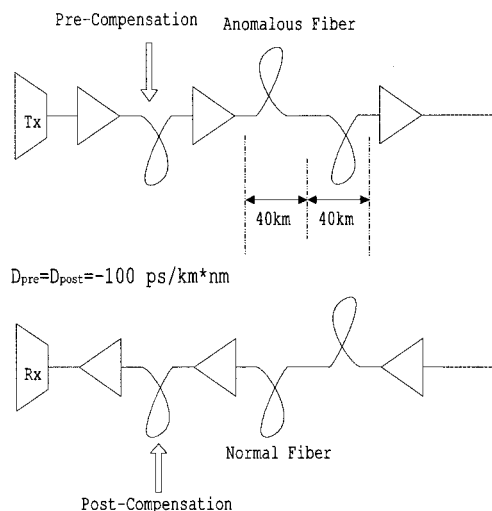 Pre-Compensation
Anomalous Fiber
Tx
40km
40km
Dpre=Dpost=-100 ps/km*nm
Rx
Normal Fiber
Post-Compensation